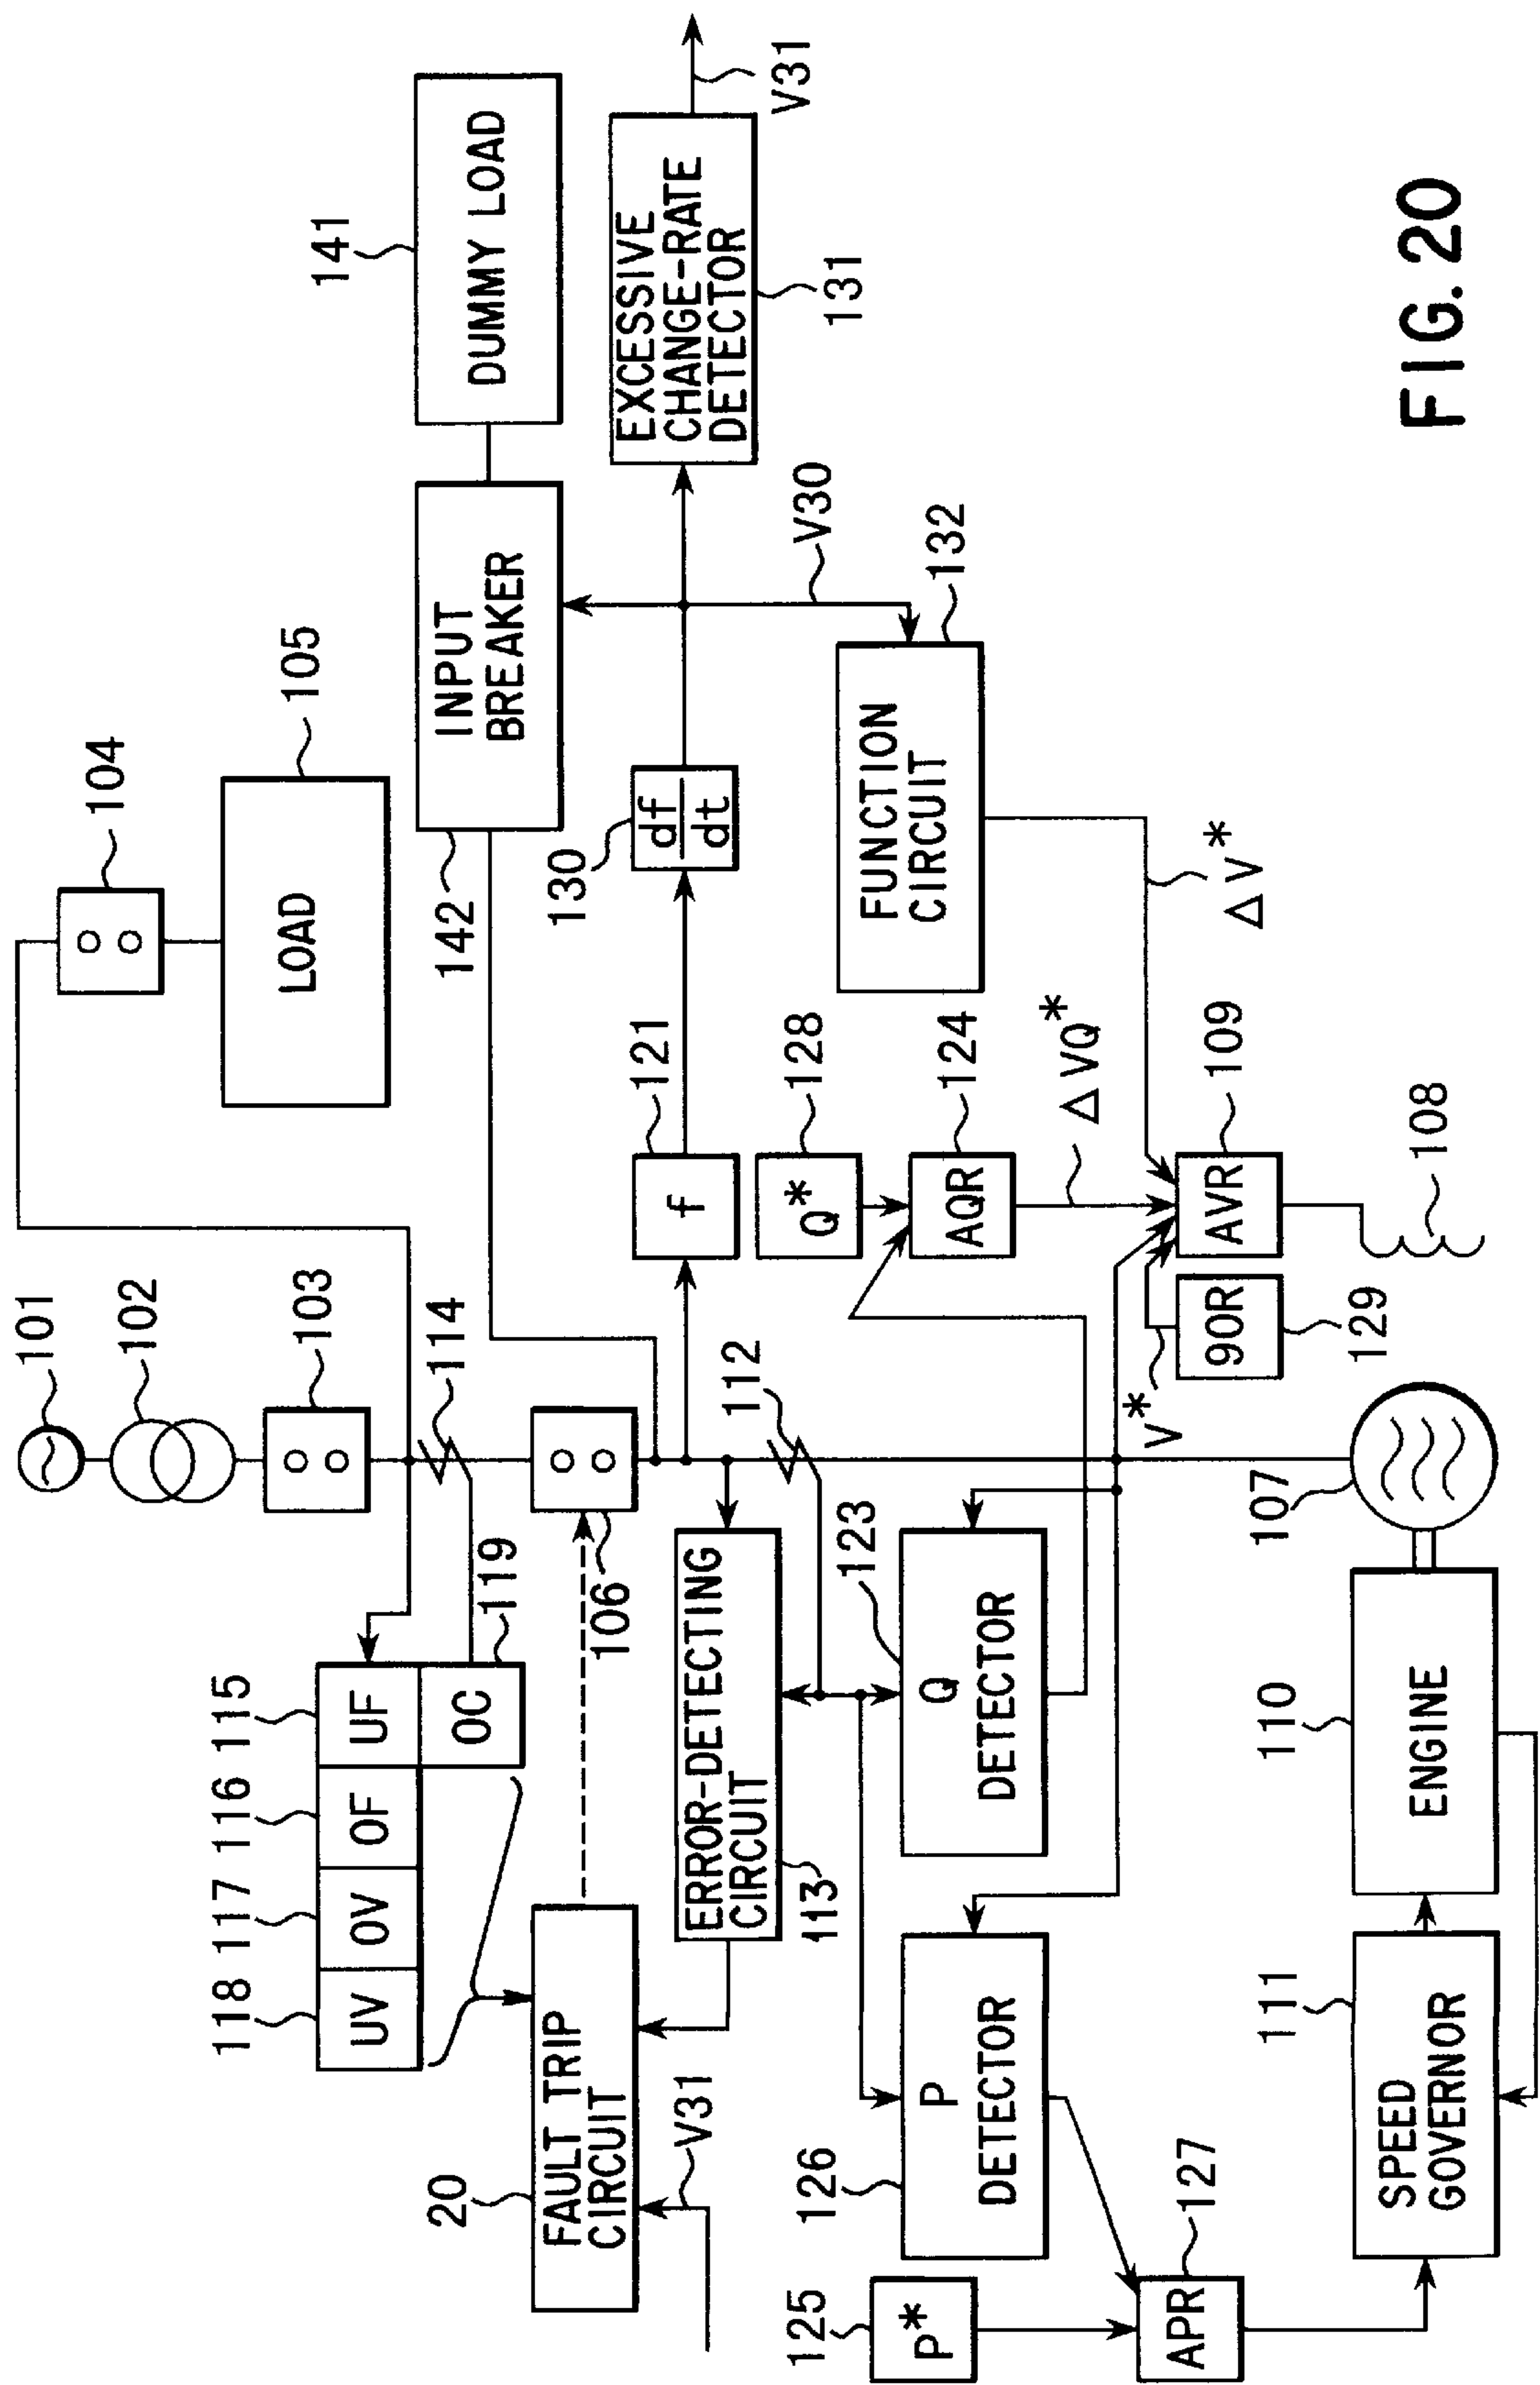 101
102
103
104
105
LOAD
114
115
116
117
118
119
UF
OF
OV
UV
OC
106
20
FAULT TRIP
CIRCUIT
V31
ERROR-DETECTING
CIRCUIT
113
112
141
DUMMY LOAD
142
INPUT
BREAKER
121
f
130
df
dt
EXCESSIVE
CHANGE-RATE
DETECTOR
131
V31
V30
132
FUNCTION
CIRCUIT
ΔV*
128
Q*
124
AQR
ΔVQ*
109
AVR
108
90R
129
V*
123
Q
DETECTOR
126
P
DETECTOR
125
P*
127
APR
111
SPEED
GOVERNOR
110
ENGINE
107
FIG. 20